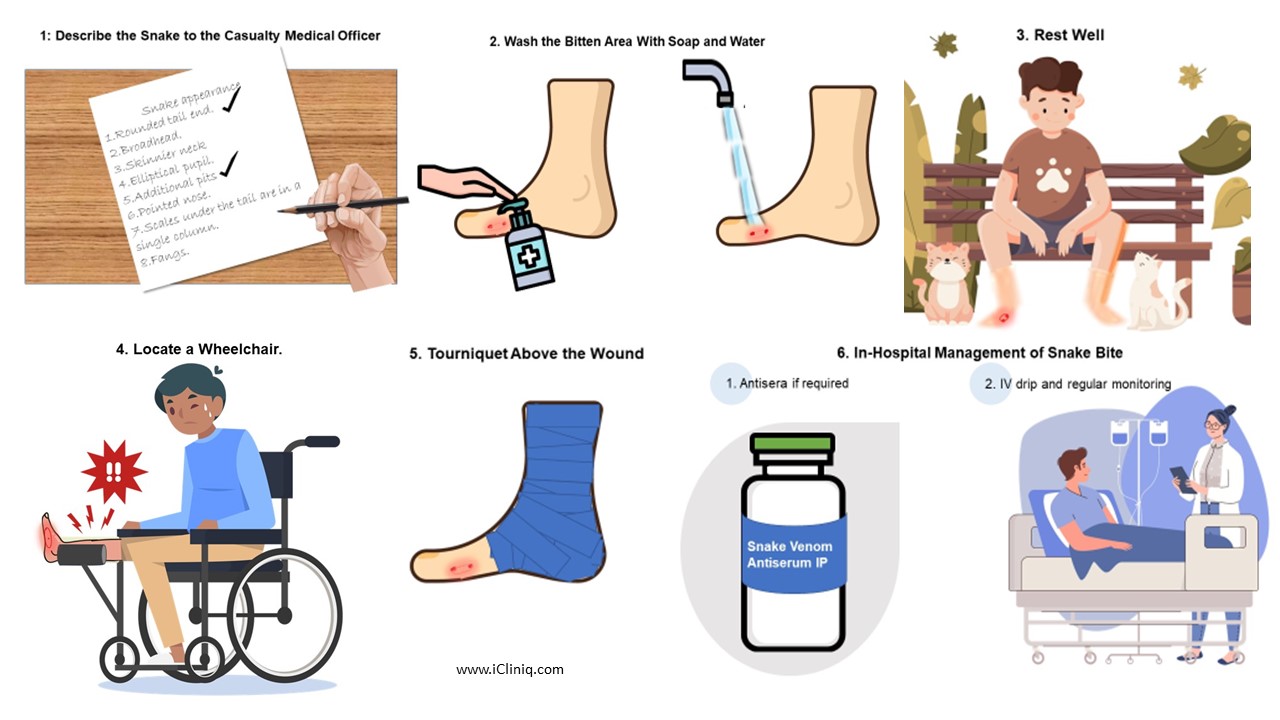 1: Describe the Snake to the Casualty Medical Officer
Snake appearance
1.Rounded tail end.
2.Broadhead.
3.Skinnier neck
4.Elliptical pupil.
5.Additional pits
6.Pointed nose.
7.Scales under the tail are in a
single column.
8.Fangs.
2. Wash the Bitten Area With Soap and Water
3. Rest Well
4. Locate a Wheelchair.
!!
5. Tourniquet Above the Wound
6. In-Hospital Management of Snake Bite
1. Antisera if required
Snake Venom
Antiserum IP
2. IV drip and regular monitoring
www.iCliniq.com